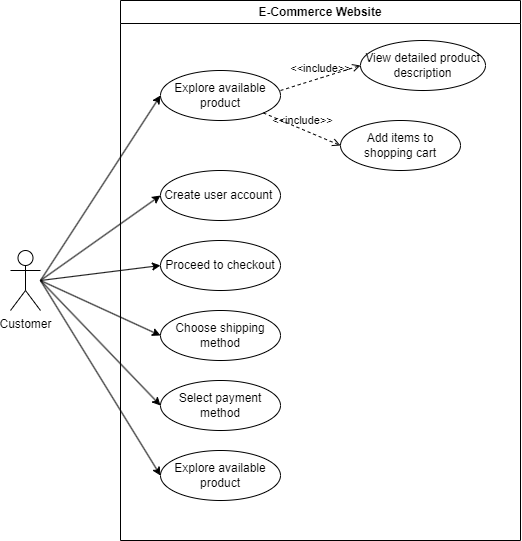 E-Commerce Website
View detailed product
description
<<include>>
Explore available
product
<<include>>
Add items to
shopping cart
Create user account
Proceed to checkout
Customer
Choose shipping
method
Select payment
method
Explore available
product